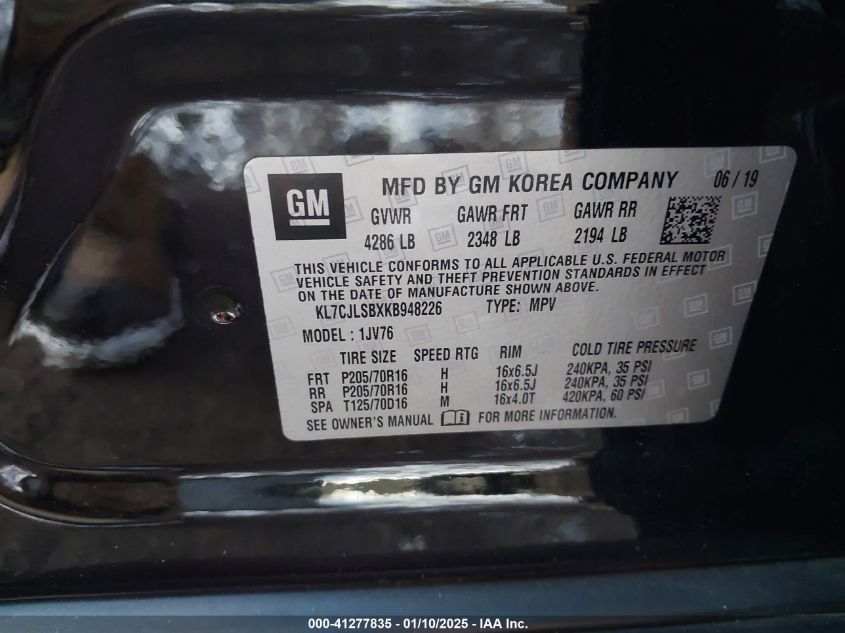 GM
MFD BY GM KOREA COMPANY 06 / 19
GVWR GAWR FRT GAWR RR
4286 LB 2348 LB 2194 LB
THIS VEHICLE CONFORMS TO ALL APPLICABLE U.S. FEDERAL MOTOR
VEHICLE SAFETY AND THEFT PREVENTION STANDARDS IN EFFECT
ON THE DATE OF MANUFACTURE SHOWN ABOVE.
KL7CJLSBXKB948226 TYPE: MPV
MODEL : 1JV76
TIRE SIZE SPEED RTG RIM COLD TIRE PRESSURE
FRT P205/70R16 H 16x6.5J 240KPA, 35 PSI
RR P205/70R16 H 16x6.5J 240KPA, 35 PSI
SPA T125/70D16 M 16x4.0T 420KPA, 60 PSI
SEE OWNER'S MANUAL FOR MORE INFORMATION.
000-41277835 - 01/10/2025 - IAA Inc.